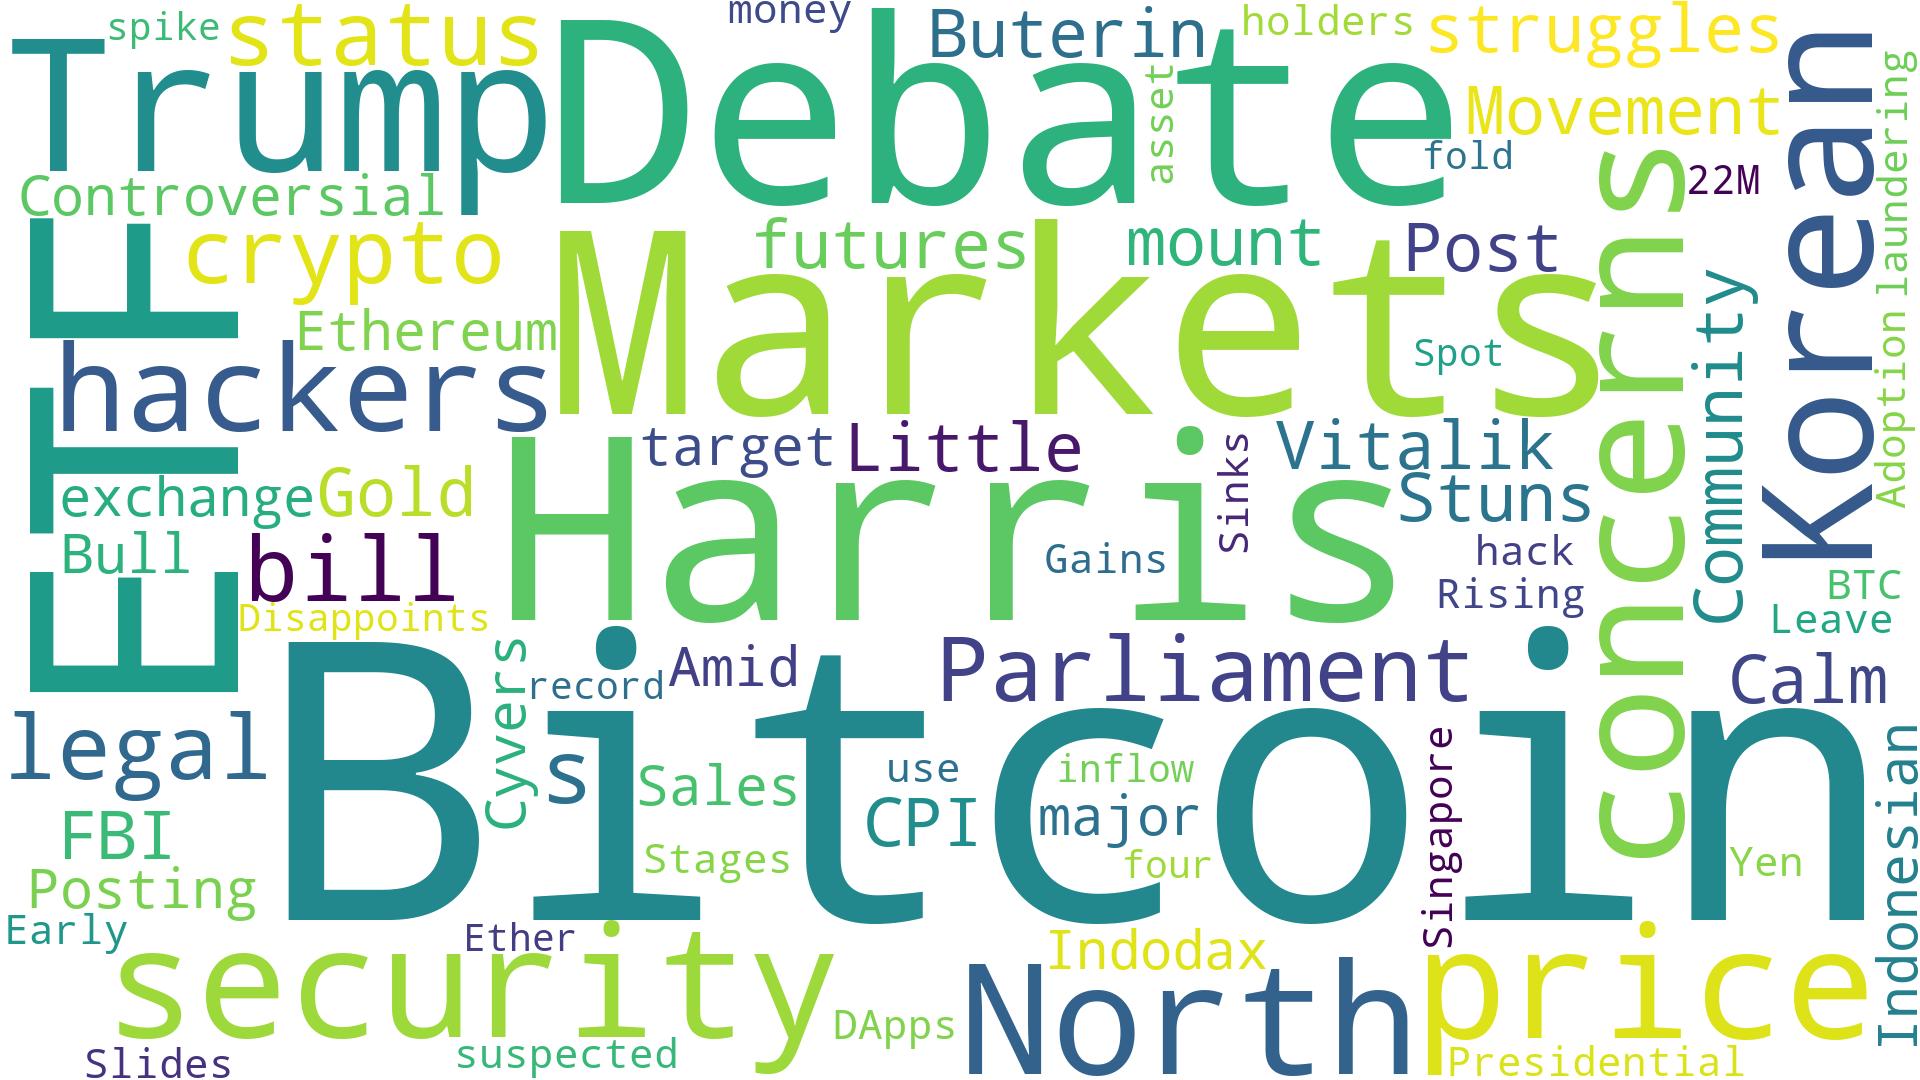 money
spike
status
Buterin
holders
struggles
Trump
Debate
asset
Movement
fold
Korean
Adoption
laundering
22M
Controversial
crypto
futures
mount
Post
concerns
ETF
Ethereum
Markets
Spot
Community
hackers
target
Little
Sinks
Vitalik
exchange
Gold
Stuns
Harris
Bull
bill
Gains
hack
Rising
BTC
Disappoints
Leave
E
Cyvers
record
Amid
Parliament
Calm
legal
Bitcoin
s
Sales
use
inflow
CPI
major
Singapore
Indonesian
FBI
Stages
four
Yen
Posting
Early
Ether
Indodax
security
DApps
North
price
Slides
suspected
Presidential